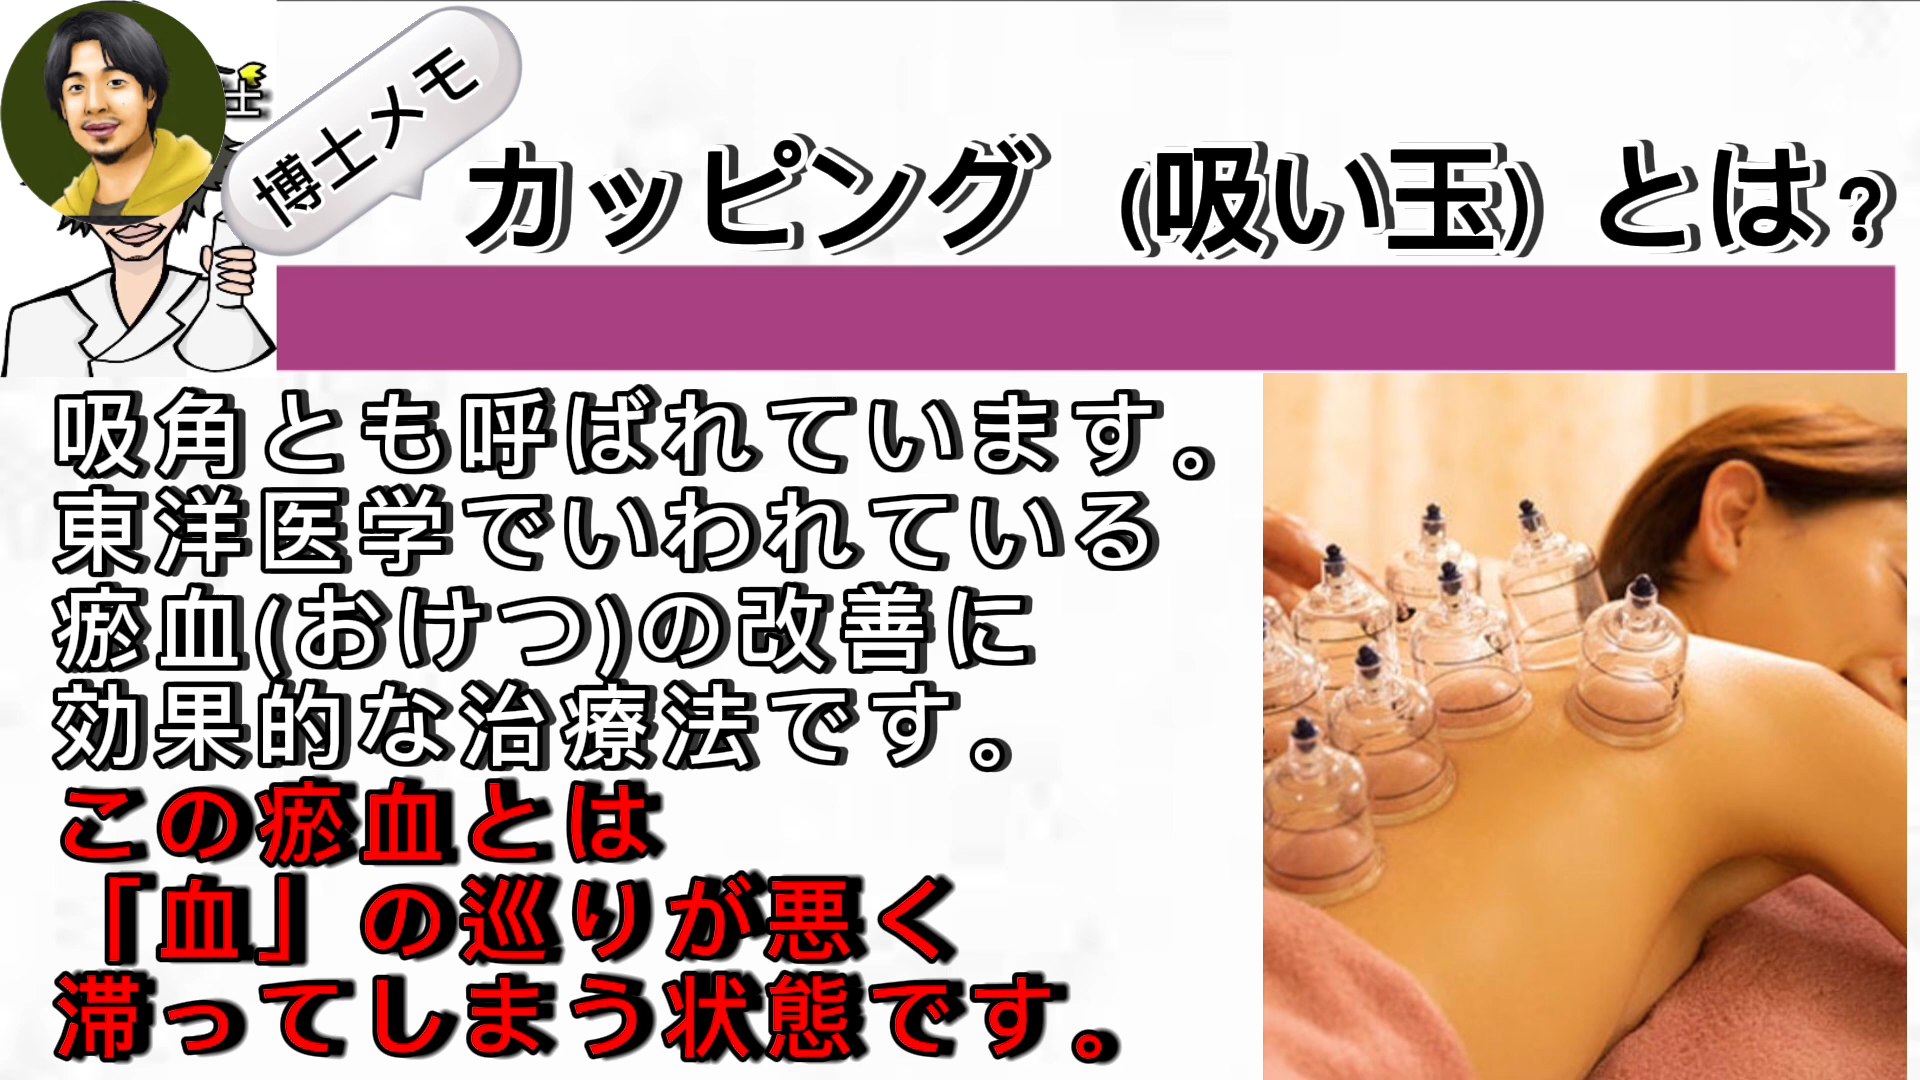 士
博士メモ
カッピング (吸い玉) とは?
吸角とも呼ばれています。
東洋医学でいわれている
瘀血(おけつ)の改善に
効果的な治療法です。
この瘀血とは
「血」の巡りが悪く
滞ってしまう状態です。